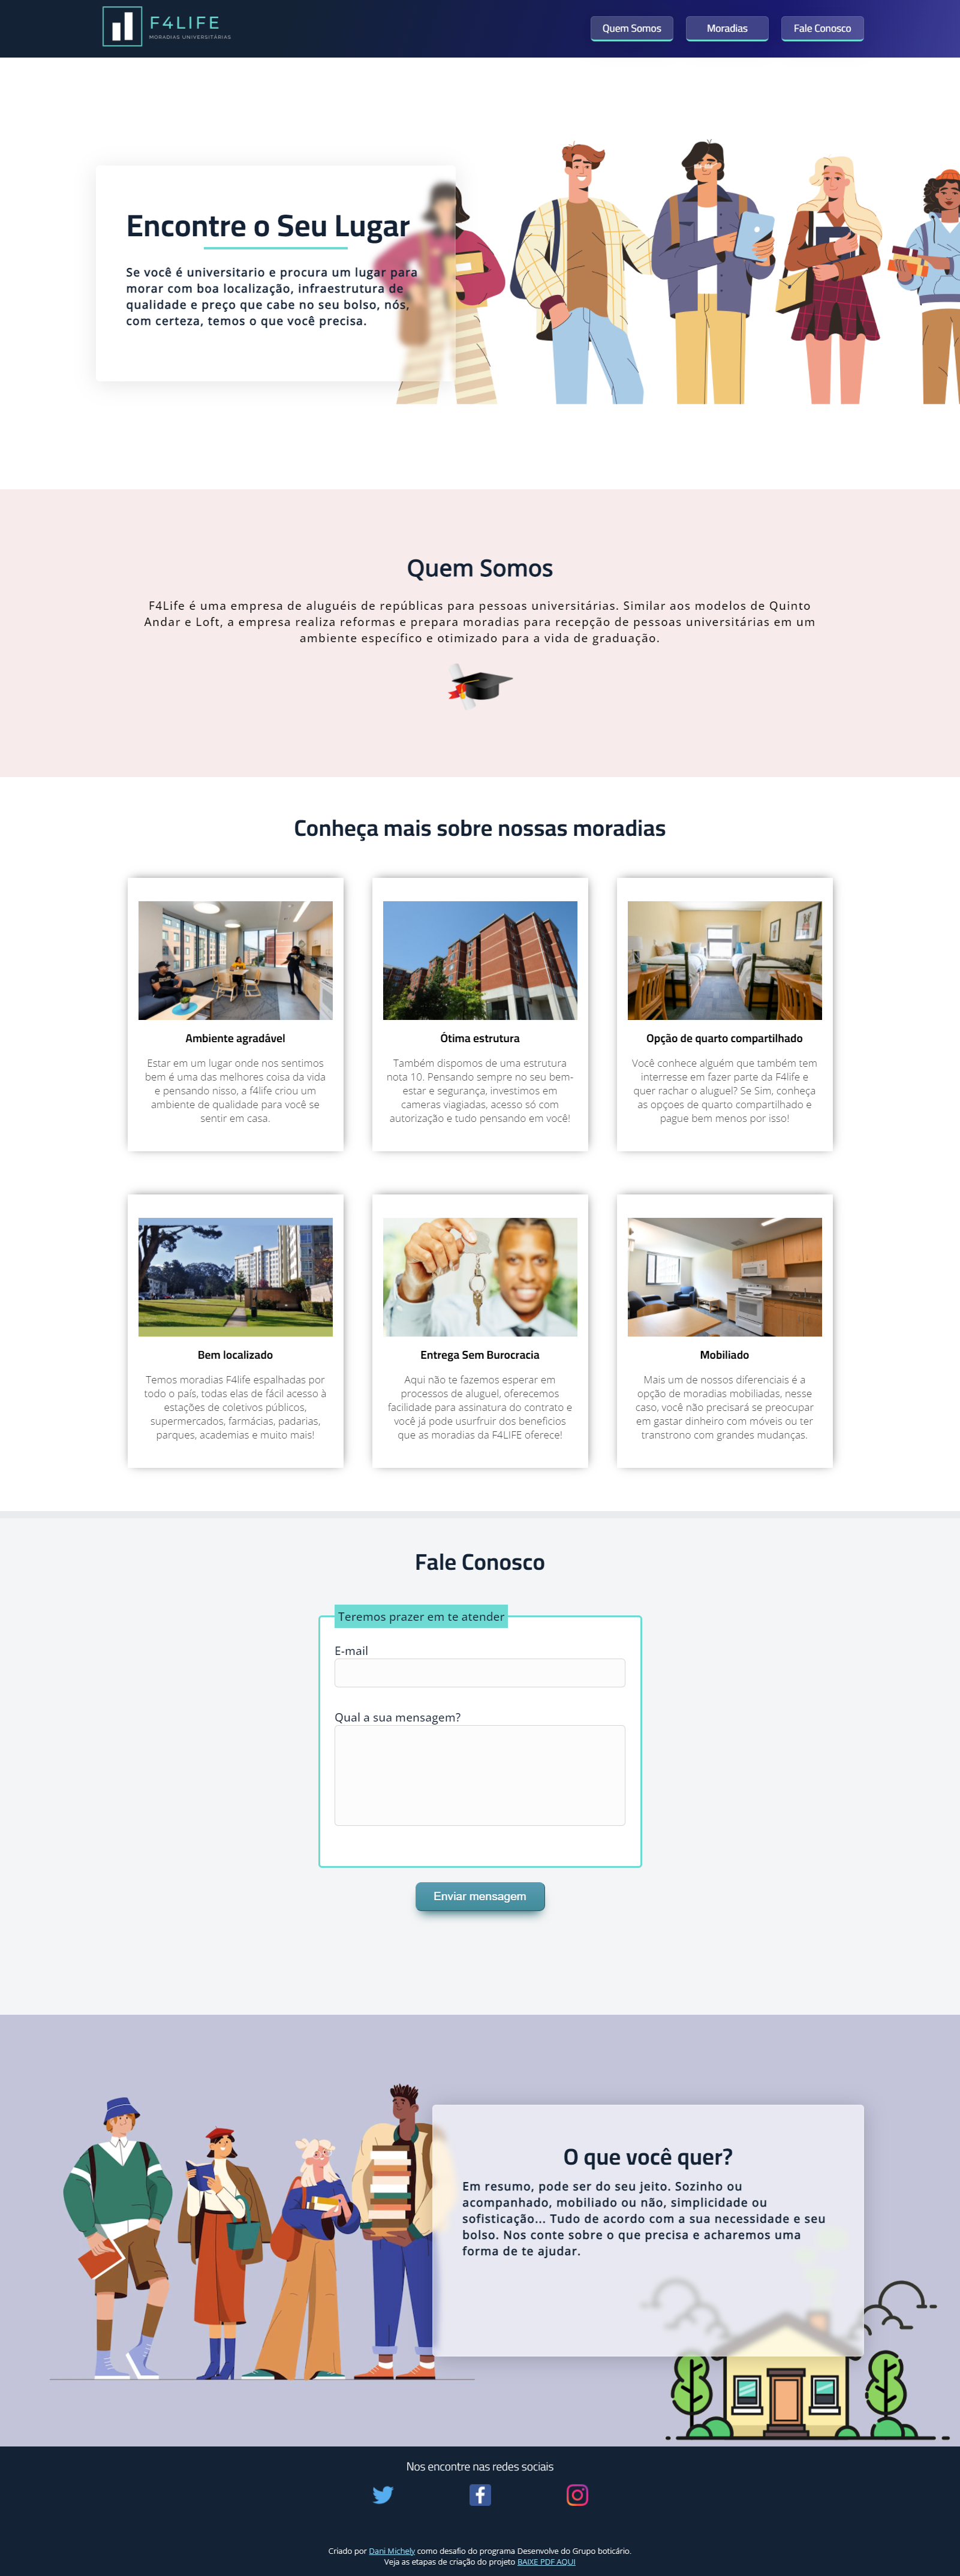 F4LIFE
MORADIAS UNIVERSITÁRIAS
Quem Somos
Moradias
Fale Conosco
Encontre o Seu Lugar
Se você é universitario e procura um lugar para
morar com boa localização, infraestrutura de
qualidade e preço que cabe no seu bolso, nós,
com certeza, temos o que você precisa.
Quem Somos
F4Life é uma empresa de aluguéis de repúblicas para pessoas universitárias. Similar aos modelos de Quinto
Andar e Loft, a empresa realiza reformas e prepara moradias para recepção de pessoas universitárias em um
ambiente específico e otimizado para a vida de graduação.
Conheça mais sobre nossas moradias
Ambiente agradável
Estar em um lugar onde nos sentimos
bem é uma das melhores coisa da vida
e pensando nisso, a f4life criou um
ambiente de qualidade para você se
sentir em casa.
Ótima estrutura
Também dispomos de uma estrutura
nota 10. Pensando sempre no seu bem-
estar e segurança, investimos em
cameras viagiadas, acesso só com
autorização e tudo pensando em você!
Opção de quarto compartilhado
Você conhece alguém que também tem
interresse em fazer parte da F4life e
quer rachar o aluguel? Se Sim, conheça
as opçoes de quarto compartilhado e
pague bem menos por isso!
Bem localizado
Temos moradias F4life espalhadas por
todo o país, todas elas de fácil acesso à
estações de coletivos públicos,
supermercados, farmácias, padarias,
parques, academias e muito mais!
Entrega Sem Burocracia
Aqui não te fazemos esperar em
processos de aluguel, oferecemos
facilidade para assinatura do contrato e
você já pode usurfruir dos beneficios
que as moradias da F4LIFE oferece!
Mobiliado
Mais um de nossos diferenciais é a
opção de moradias mobiliadas, nesse
caso, você não precisará se preocupar
em gastar dinheiro com móveis ou ter
transtrono com grandes mudanças.
Fale Conosco
Teremos prazer em te atender
E-mail
Qual a sua mensagem?
Enviar mensagem
O que você quer?
Em resumo, pode ser do seu jeito. Sozinho ou
acompanhado, mobiliado ou não, simplicidade ou
sofisticação... Tudo de acordo com a sua necessidade e seu
bolso. Nos conte sobre o que precisa e acharemos uma
forma de te ajudar.
Nos encontre nas redes sociais
Criado por Dani Michely como desafio do programa Desenvolve do Grupo boticário.
Veja as etapas de criação do projeto BAIXE PDF AQUI